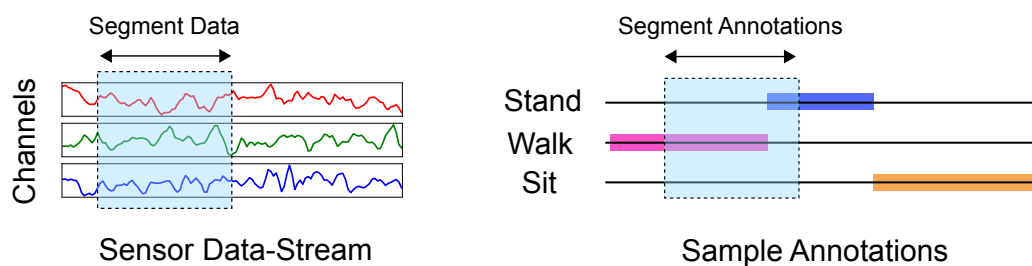 Segment Data
Channels
Sensor Data-Stream
Segment Annotations
Stand
Walk
Sit
Sample Annotations